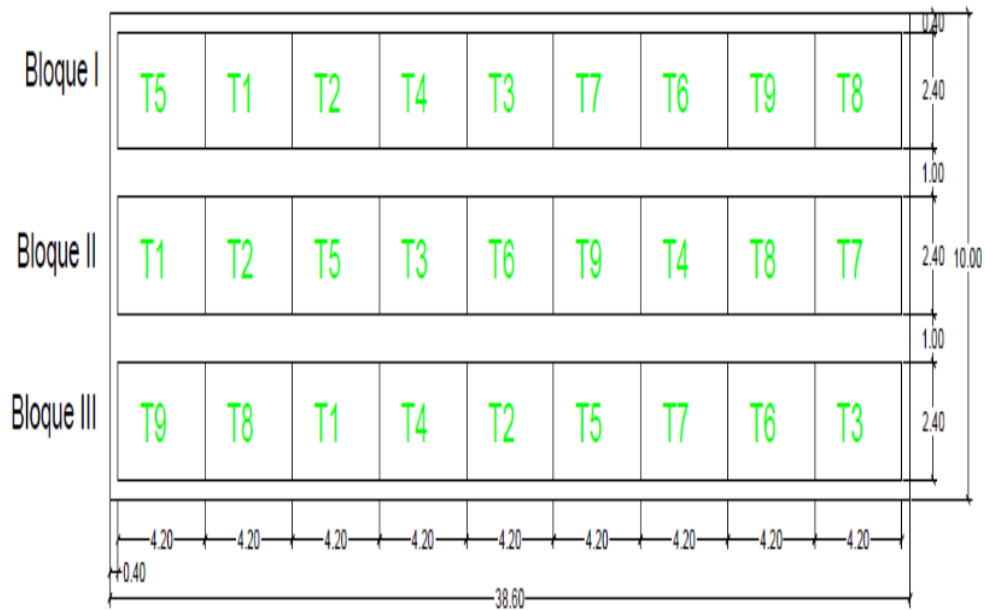 0.40
Bloque I
T5 T1 T2 T4 T3 T7 T6 T9 T8
2.40
1.00
Bloque II
T1 T2 T5 T3 T6 T9 T4 T8 T7
2.40
10.00
1.00
Bloque III
T9 T8 T1 T4 T2 T5 T7 T6 T3
2.40
4.20 4.20 4.20 4.20 4.20 4.20 4.20 4.20 4.20
0.40
38.60